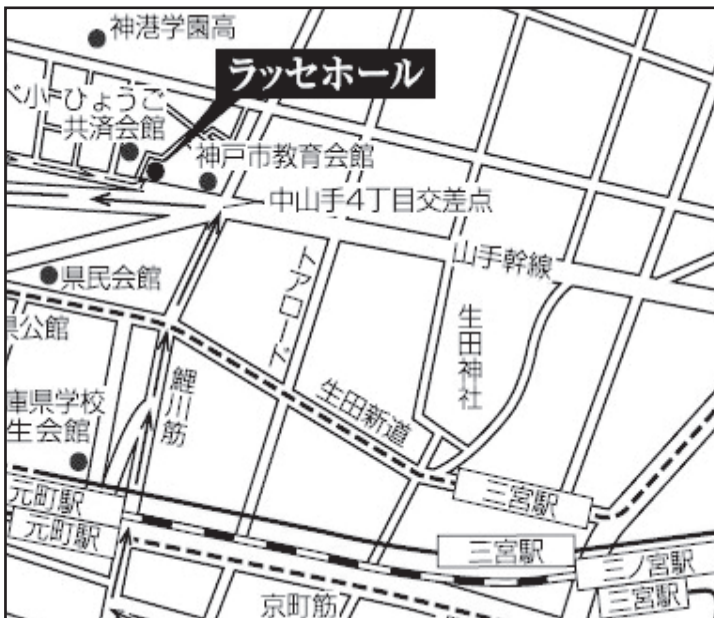 神港学園高
ラッセホール
べ小
ひょうご
共済会館
神戸市教育会館
中山手4丁目交差点
山手幹線
県民会館
県公館
トアロード
生田神社
鯉川筋
生田新道
庫県学校
生会館
三宮駅
元町駅
元町駅
三宮駅
三ノ宮駅
三宮駅
京町筋